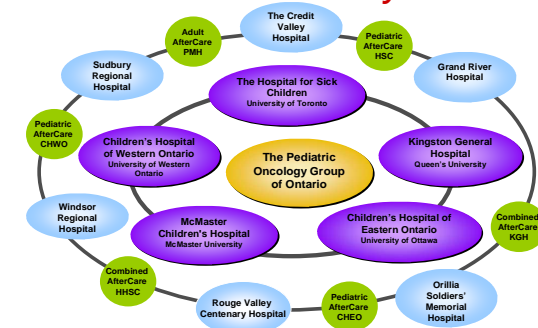 The Credit
Valley
Hospital
Adult
AfterCare
PMH
Pediatric
AfterCare
HSC
Sudbury
Regional
Hospital
Grand River
Hospital
The Hospital for Sick
Children
University of Toronto
Pediatric
AfterCare
CHWO
Children's Hospital
of Western Ontario
University of Western
Ontario
The Pediatric
Oncology Group
of Ontario
Kingston General
Hospital
Queen's University
Windsor
Regional
Hospital
McMaster
Children's Hospital
McMaster University
Children's Hospital of
Eastern Ontario
University of Ottawa
Combined
AfterCare
KGH
Combined
AfterCare
HHSC
Rouge Valley
Centenary Hospital
Pediatric
AfterCare
CHEO
Orillia
Soldiers'
Memorial
Hospital